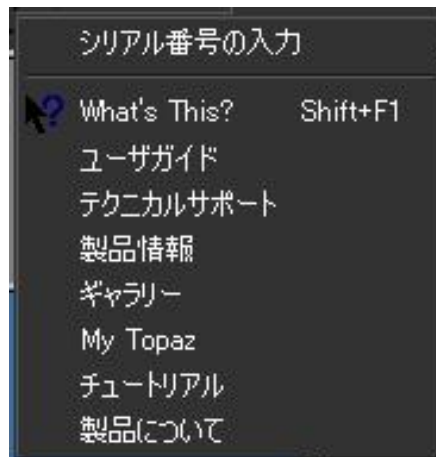 シリアル番号の入力
What's This? Shift+F1
ユーザガイド
テクニカルサポート
製品情報
ギャラリー
My Topaz
チュートリアル
製品について